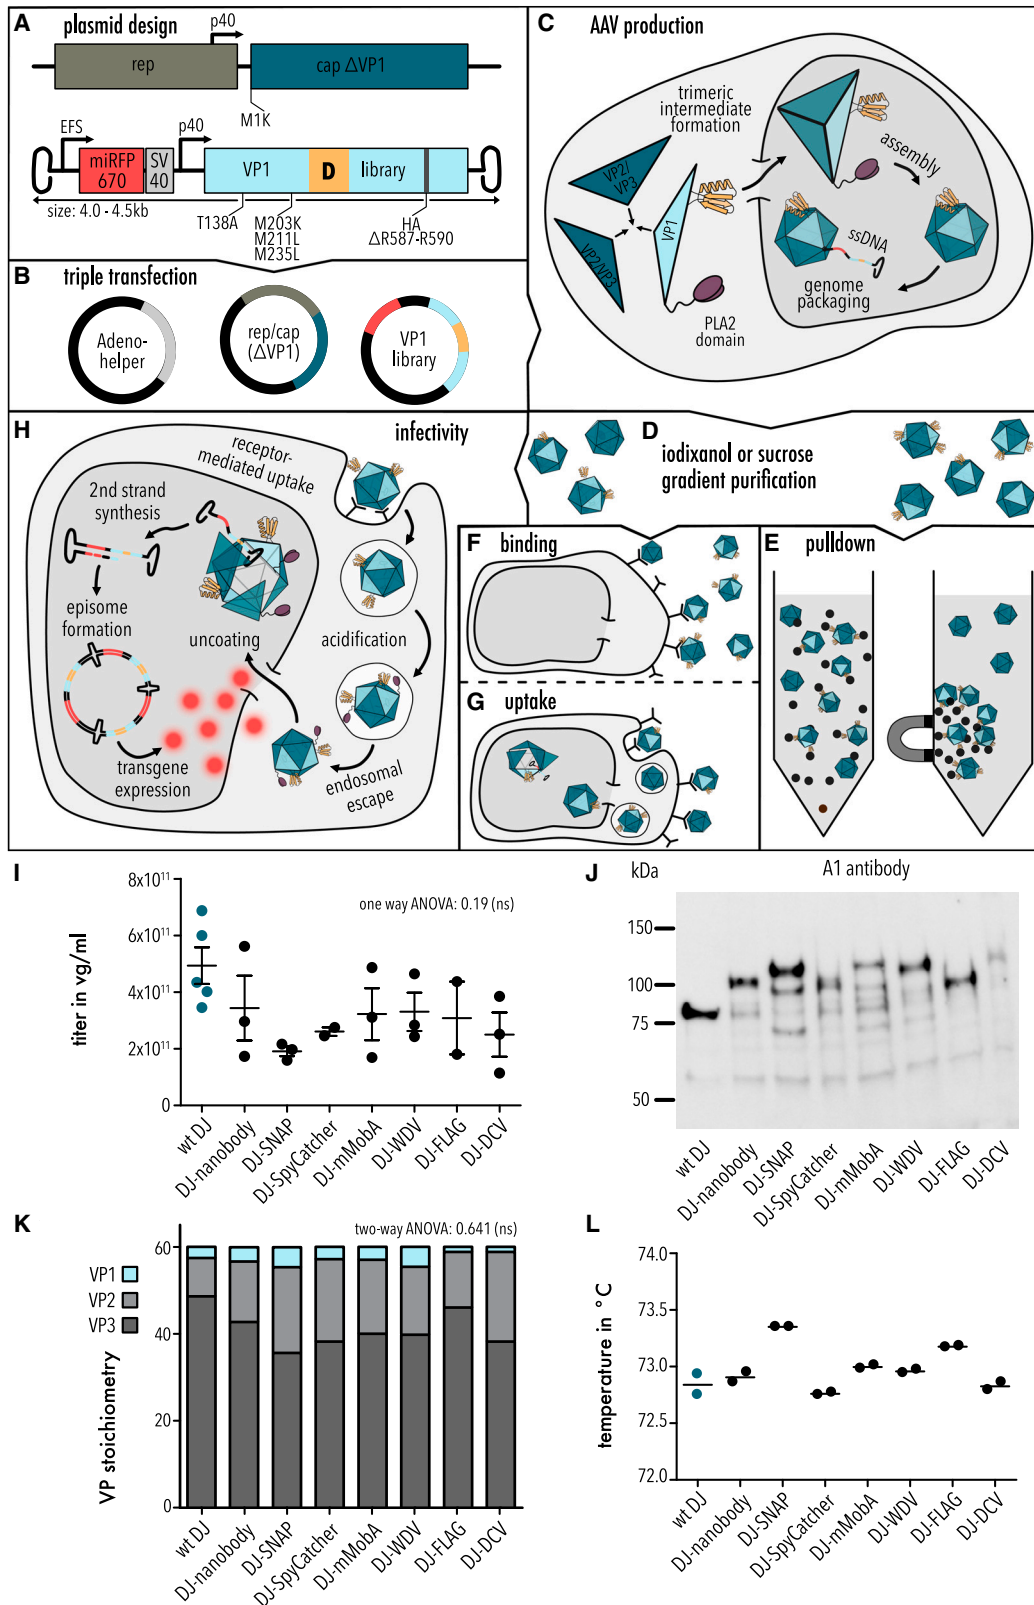 A
plasmid design
p40
rep
cap ΔVP1
M1K
EFS
p40
miRFP
670
SV
40
VP1
D
library
size: 4.0 - 4.5kb
T138A
M203K
M211L
M235L
HA
ΔR587-R590
B
triple transfection
Adeno-
helper
rep/cap
(ΔVP1)
VP1
library
C
AAV production
trimeric
intermediate
formation
VP2/
VP3
VP2/VP3
VP1
PLA2
domain
assembly
ssDNA
genome
packaging
D
iodixanol or sucrose
gradient purification
H
infectivity
receptor-
mediated uptake
2nd strand
synthesis
episome
formation
uncoating
acidification
transgene
expression
endosomal
escape
F
binding
G
uptake
E
pulldown
I
8x10¹¹
6x10¹¹
4x10¹¹
2x10¹¹
0
titer in vg/ml
one way ANOVA: 0.19 (ns)
wt DJ
DJ-nanobody
DJ-SNAP
DJ-SpyCatcher
DJ-mMobA
DJ-WDV
DJ-FLAG
DJ-DCV
J
kDa
A1 antibody
150
100
75
50
wt DJ
DJ-nanobody
DJ-SNAP
DJ-SpyCatcher
DJ-mMobA
DJ-WDV
DJ-FLAG
DJ-DCV
K
two-way ANOVA: 0.641 (ns)
VP1
VP2
VP3
VP stoichiometry
60
40
20
0
wt DJ
DJ-nanobody
DJ-SNAP
DJ-SpyCatcher
DJ-mMobA
DJ-WDV
DJ-FLAG
DJ-DCV
L
74.0
73.5
73.0
72.5
72.0
temperature in °C
wt DJ
DJ-nanobody
DJ-SNAP
DJ-SpyCatcher
DJ-mMobA
DJ-WDV
DJ-FLAG
DJ-DCV